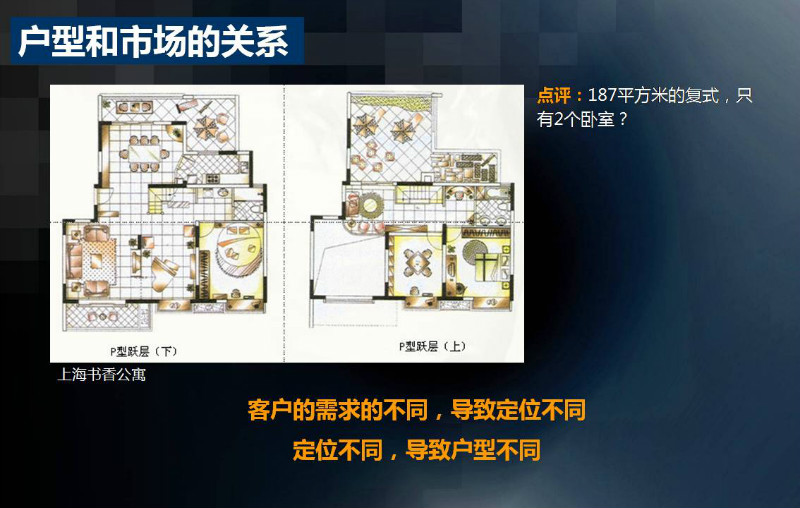 户型和市场的关系
点评：187平方米的复式，只
有2个卧室？
P型跃层（下）
P型跃层（上）
上海书香公寓
客户的需求的不同，导致定位不同
定位不同，导致户型不同